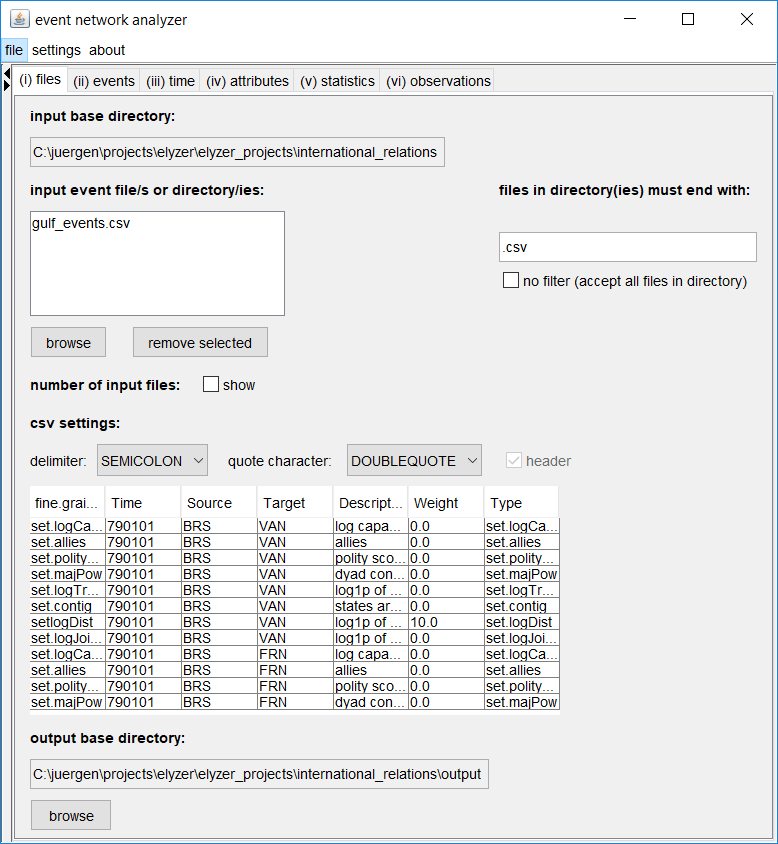 event network analyzer
file settings about
(i) files (ii) events (iii) time (iv) attributes (v) statistics (vi) observations
input base directory:
C:\juergen\projects\elyzer\elyzer_projects\international_relations
input event file/s or directory/ies: files in directory(ies) must end with:
gulf_events.csv
.csv
no filter (accept all files in directory)
browse remove selected
number of input files: show
csv settings:
delimiter: SEMICOLON quote character: DOUBLEQUOTE header
fine.grai... Time Source Target Descript... Weight Type
set.logCa... 790101 BRS VAN log capa... 0.0 set.logCa...
set.allies 790101 BRS VAN allies 0.0 set.allies
set.polity... 790101 BRS VAN polity sco... 0.0 set.polity...
set.majPow 790101 BRS VAN dyad con... 0.0 set.majPow
set.logTr... 790101 BRS VAN log1p of ... 0.0 set.logTr...
set.contig 790101 BRS VAN states ar... 0.0 set.contig
setlogDist 790101 BRS VAN log1p of ... 10.0 set.logDist
set.logJoi... 790101 BRS VAN log1p of ... 0.0 set.logJoi...
set.logCa... 790101 BRS FRN log capa... 0.0 set.logCa...
set.allies 790101 BRS FRN allies 0.0 set.allies
set.polity... 790101 BRS FRN polity sco... 0.0 set.polity...
set.majPow 790101 BRS FRN dyad con... 0.0 set.majPow
output base directory:
C:\juergen\projects\elyzer\elyzer_projects\international_relations\output
browse